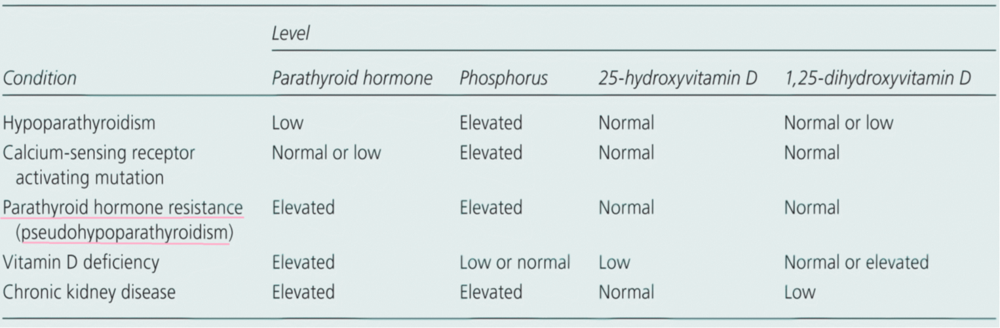 Level
Condition Parathyroid hormone Phosphorus 25-hydroxyvitamin D 1,25-dihydroxyvitamin D
Hypoparathyroidism Low Elevated Normal Normal or low
Calcium-sensing receptor Normal or low Elevated Normal Normal
activating mutation
Parathyroid hormone resistance Elevated Elevated Normal Normal
(pseudohypoparathyroidism)
Vitamin D deficiency Elevated Low or normal Low Normal or elevated
Chronic kidney disease Elevated Elevated Normal Low